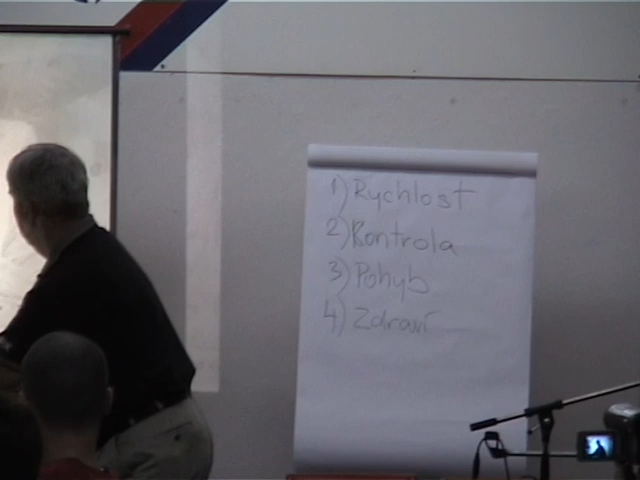 1) Rychlost
2) Kontrola
3) Pohyb
4) Zdraví